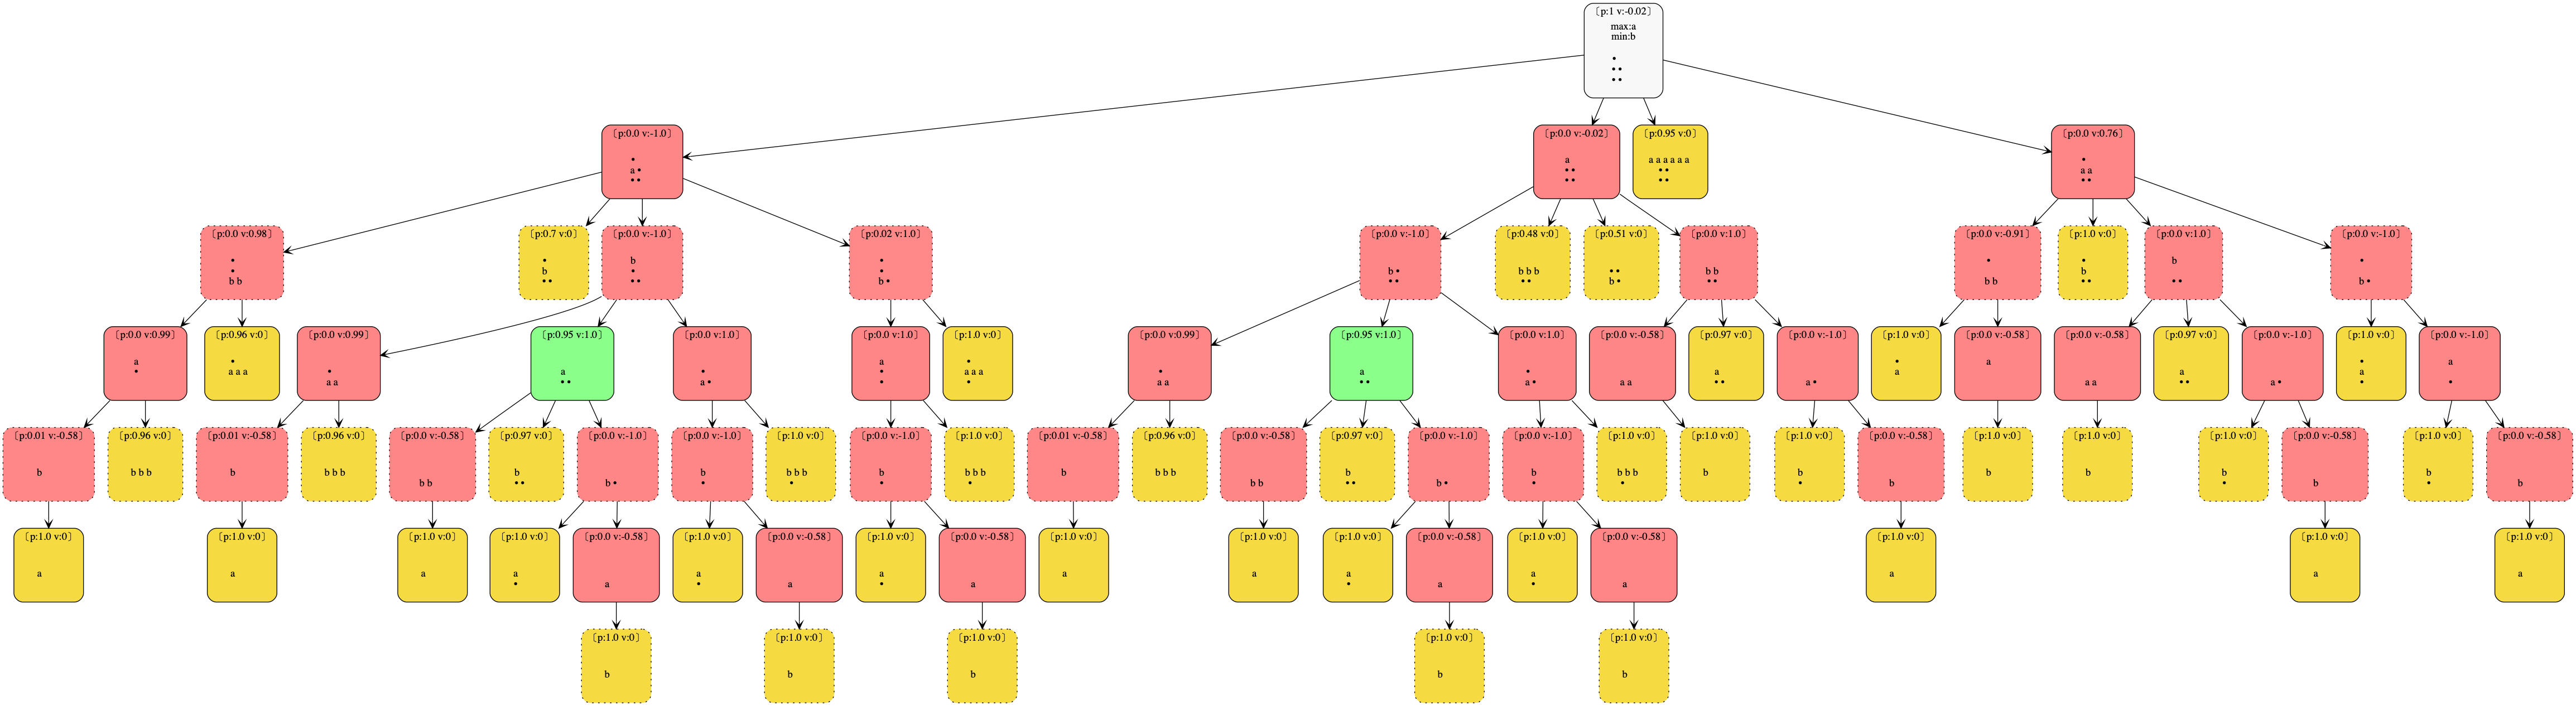 〔p:1 v:-0.02〕
max:a
min:b
•
• •
• •
〔p:0.0 v:-1.0〕
•
a •
• •
〔p:0.0 v:-0.02〕
a
• •
• •
〔p:0.95 v:0〕
a a a a a a
• •
• •
〔p:0.0 v:0.76〕
•
a a
• •
〔p:0.0 v:0.98〕
•
•
b b
〔p:0.7 v:0〕
•
b
• •
〔p:0.0 v:-1.0〕
b
•
• •
〔p:0.02 v:1.0〕
•
•
b •
〔p:0.0 v:-1.0〕
b •
• •
〔p:0.48 v:0〕
b b b
• •
〔p:0.51 v:0〕
• •
b •
〔p:0.0 v:1.0〕
b b
• •
〔p:0.0 v:-0.91〕
•
b b
〔p:1.0 v:0〕
•
b
• •
〔p:0.0 v:1.0〕
b
• •
〔p:0.0 v:-1.0〕
•
b •
〔p:0.0 v:0.99〕
a
•
〔p:0.96 v:0〕
•
a a a
〔p:0.0 v:0.99〕
•
a a
〔p:0.95 v:1.0〕
a
• •
〔p:0.0 v:1.0〕
•
a •
〔p:0.0 v:1.0〕
a
•
•
〔p:1.0 v:0〕
•
a a a
•
〔p:0.0 v:0.99〕
•
a a
〔p:0.95 v:1.0〕
a
• •
〔p:0.0 v:1.0〕
•
a •
〔p:0.0 v:-0.58〕
a a
〔p:0.97 v:0〕
a
• •
〔p:0.0 v:-1.0〕
a •
〔p:1.0 v:0〕
•
a
〔p:0.0 v:-0.58〕
a
〔p:0.0 v:-0.58〕
a a
〔p:0.97 v:0〕
a
• •
〔p:0.0 v:-1.0〕
a •
〔p:1.0 v:0〕
•
a
•
〔p:0.0 v:-1.0〕
a
•
〔p:0.01 v:-0.58〕
b
〔p:0.96 v:0〕
b b b
〔p:0.01 v:-0.58〕
b
〔p:0.96 v:0〕
b b b
〔p:0.0 v:-0.58〕
b b
〔p:0.97 v:0〕
b
• •
〔p:0.0 v:-1.0〕
b •
〔p:0.0 v:-1.0〕
b
•
〔p:1.0 v:0〕
b b b
•
〔p:0.0 v:-1.0〕
b
•
〔p:1.0 v:0〕
b b b
•
〔p:0.01 v:-0.58〕
b
〔p:0.96 v:0〕
b b b
〔p:0.0 v:-0.58〕
b b
〔p:0.97 v:0〕
b
• •
〔p:0.0 v:-1.0〕
b •
〔p:0.0 v:-1.0〕
b
•
〔p:1.0 v:0〕
b b b
•
〔p:1.0 v:0〕
b
〔p:1.0 v:0〕
b
•
〔p:0.0 v:-0.58〕
b
〔p:1.0 v:0〕
b
〔p:1.0 v:0〕
b
〔p:1.0 v:0〕
b
•
〔p:0.0 v:-0.58〕
b
〔p:1.0 v:0〕
b
•
〔p:0.0 v:-0.58〕
b
〔p:1.0 v:0〕
a
〔p:1.0 v:0〕
a
〔p:1.0 v:0〕
a
〔p:1.0 v:0〕
a
•
〔p:0.0 v:-0.58〕
a
〔p:1.0 v:0〕
a
•
〔p:0.0 v:-0.58〕
a
〔p:1.0 v:0〕
a
•
〔p:0.0 v:-0.58〕
a
〔p:1.0 v:0〕
a
〔p:1.0 v:0〕
a
〔p:1.0 v:0〕
a
•
〔p:0.0 v:-0.58〕
a
〔p:1.0 v:0〕
a
•
〔p:0.0 v:-0.58〕
a
〔p:1.0 v:0〕
a
〔p:1.0 v:0〕
a
〔p:1.0 v:0〕
a
〔p:1.0 v:0〕
b
〔p:1.0 v:0〕
b
〔p:1.0 v:0〕
b
〔p:1.0 v:0〕
b
〔p:1.0 v:0〕
b